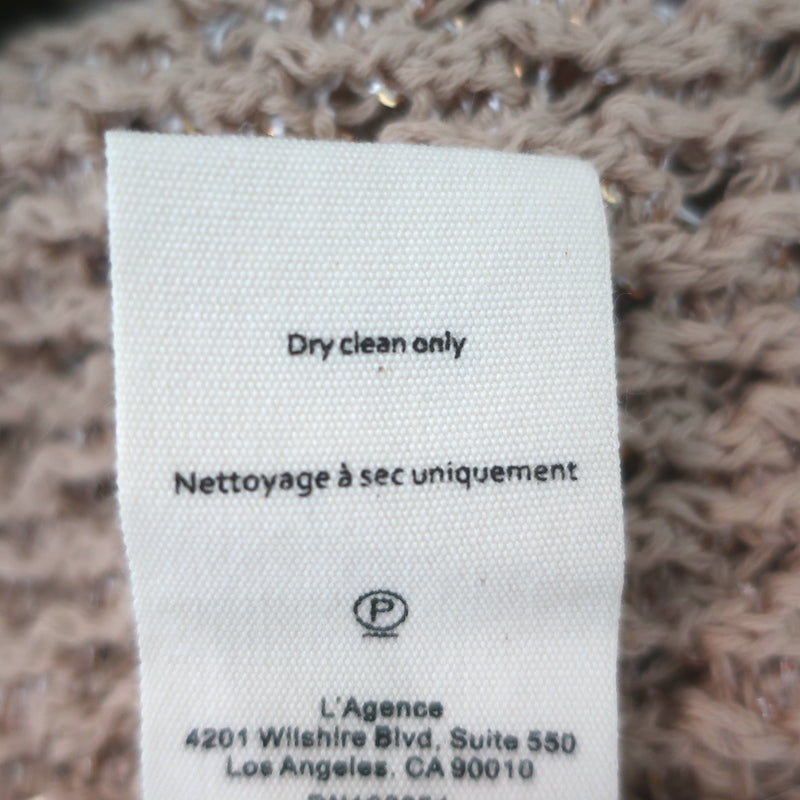 Dry clean only
Nettoyage à sec uniquement
P
L'Agence
4201 Wilshire Blvd, Suite 550
Los Angeles, CA 90010